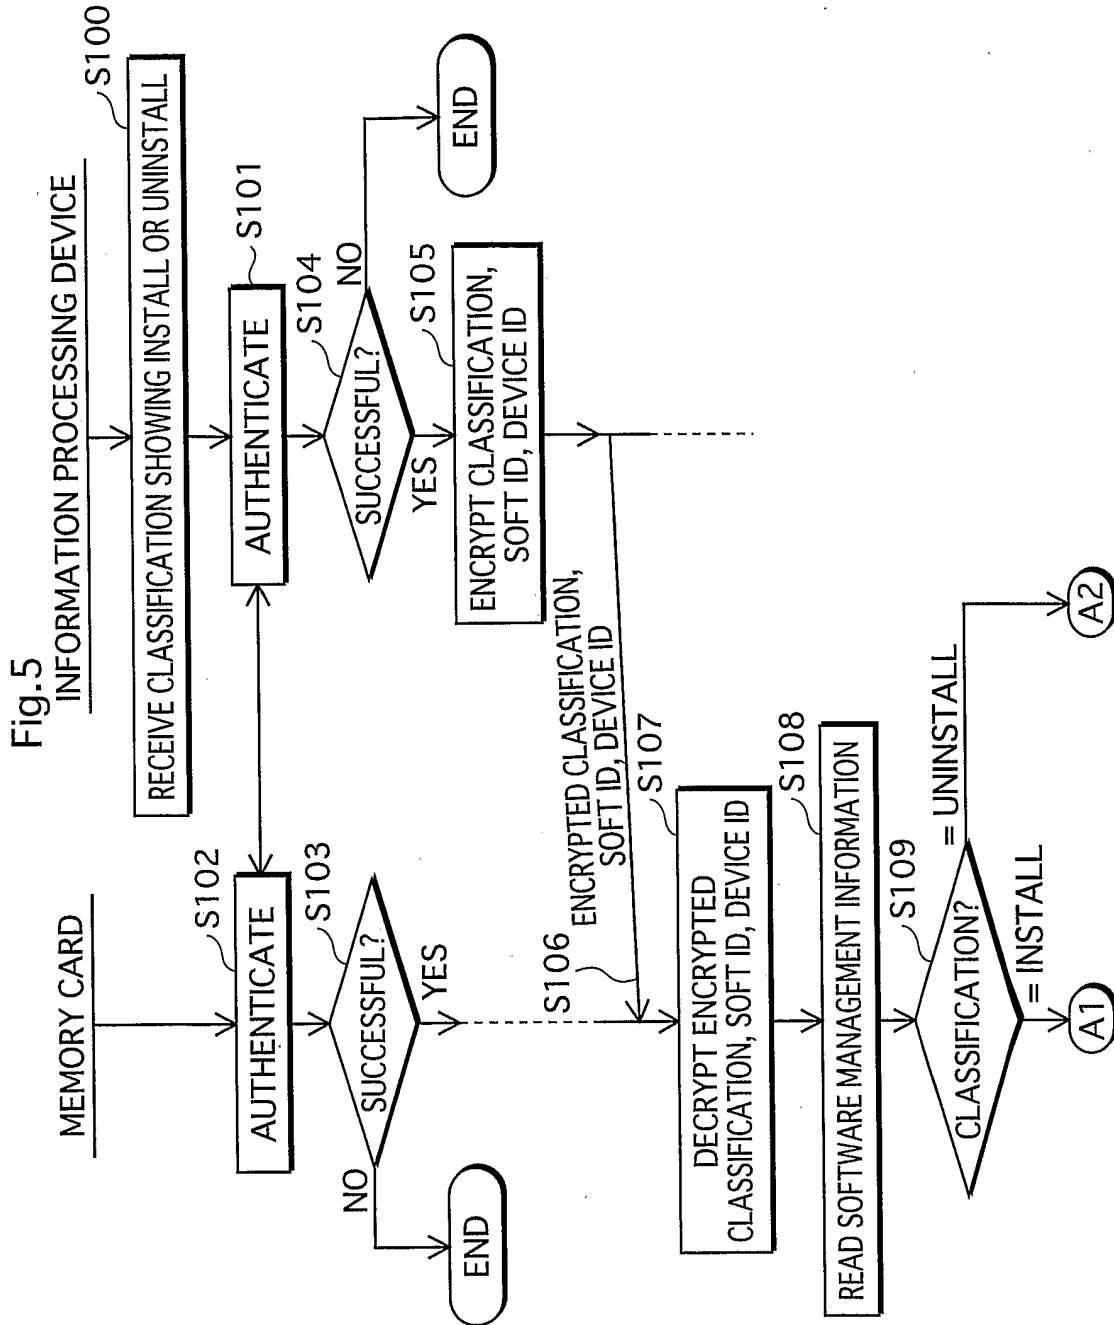 Fig.5
MEMORY CARD
INFORMATION PROCESSING DEVICE
S100
RECEIVE CLASSIFICATION SHOWING INSTALL OR UNINSTALL
S102
AUTHENTICATE
S101
AUTHENTICATE
S103
SUCCESSFUL?
NO
YES
END
S104
SUCCESSFUL?
NO
YES
END
S105
ENCRYPT CLASSIFICATION,
SOFT ID, DEVICE ID
S106
ENCRYPTED CLASSIFICATION,
SOFT ID, DEVICE ID
S107
DECRYPT ENCRYPTED
CLASSIFICATION, SOFT ID, DEVICE ID
S108
READ SOFTWARE MANAGEMENT INFORMATION
S109
CLASSIFICATION?
= UNINSTALL
= INSTALL
A1
A2